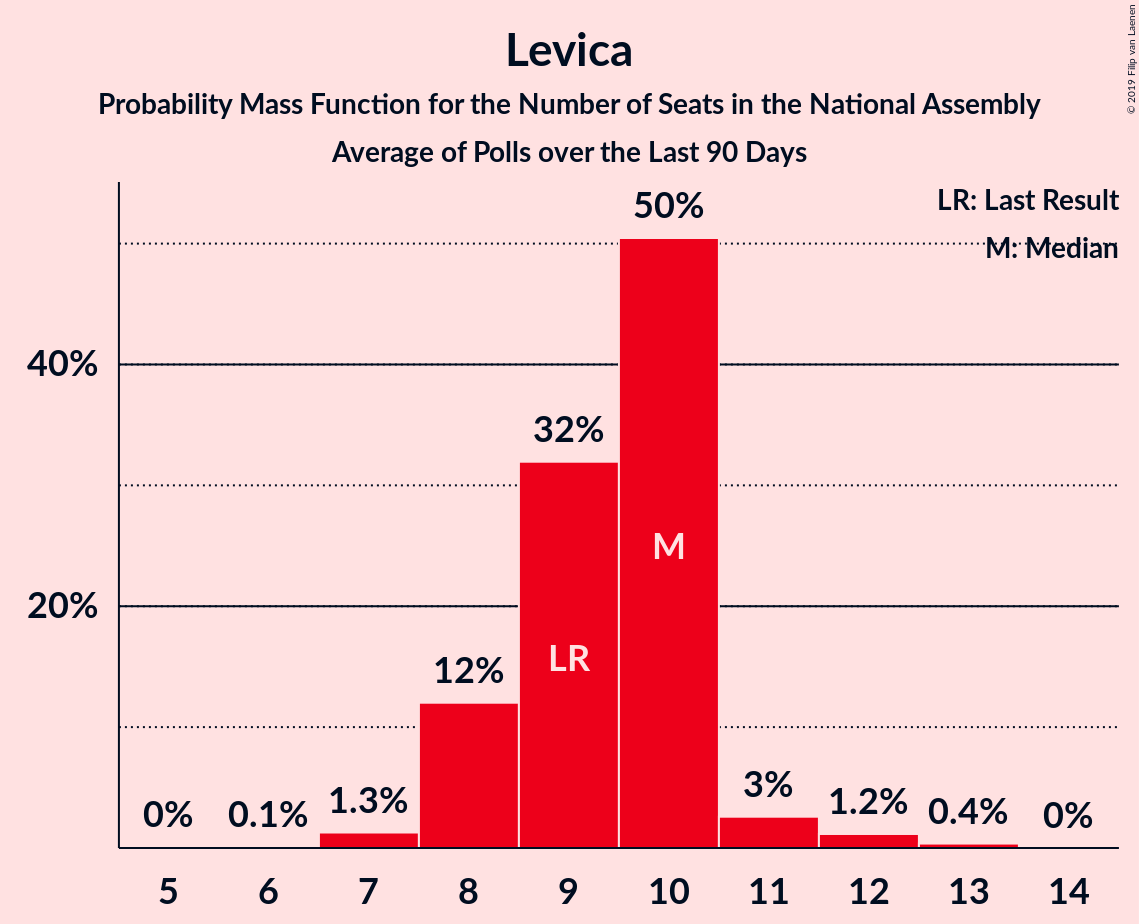 Levica
Probability Mass Function for the Number of Seats in the National Assembly
Average of Polls over the Last 90 Days
© 2019 Filip van Laenen
LR: Last Result
M: Median
50%
40%
32%
M
20%
LR
12%
0%
0.1%
1.3%
3%
1.2%
0.4%
0%
5 6 7 8 9 10 11 12 13 14